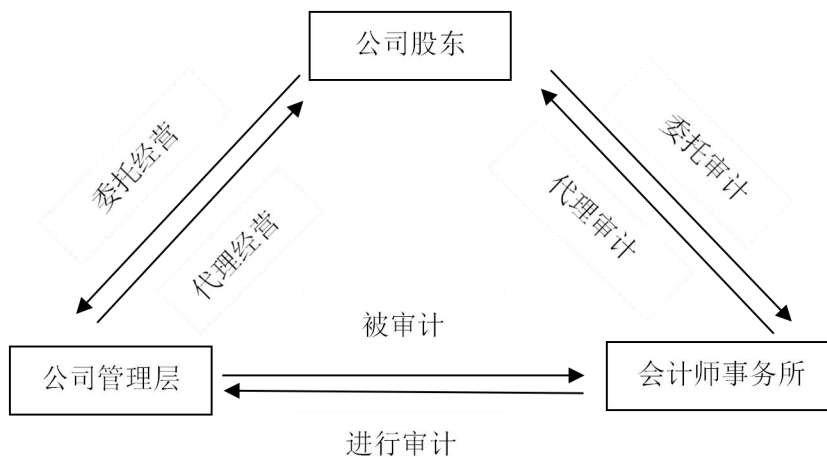 公司股东
委托经营
代理经营
委托审计
代理审计
被审计
公司管理层
会计师事务所
进行审计